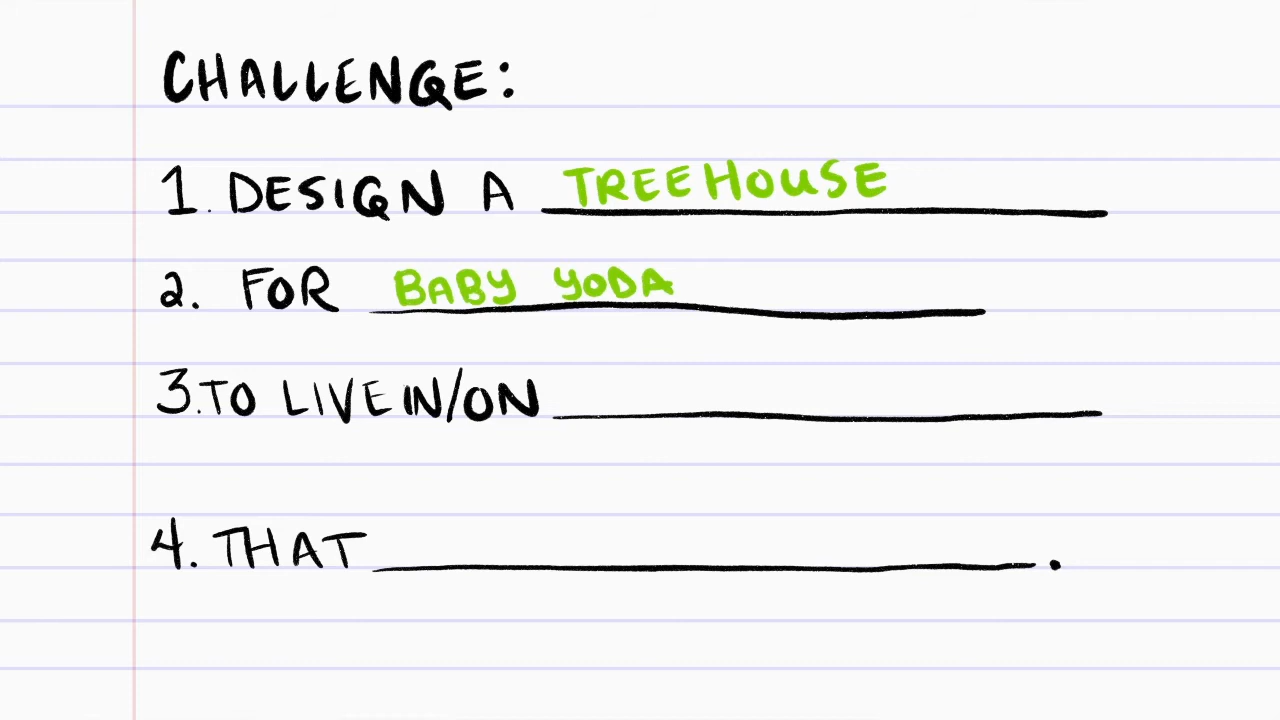 CHALLENGE:
1. DESIGN A TREEHOUSE
2. FOR BABY YODA
3. TO LIVE IN/ON
4. THAT .